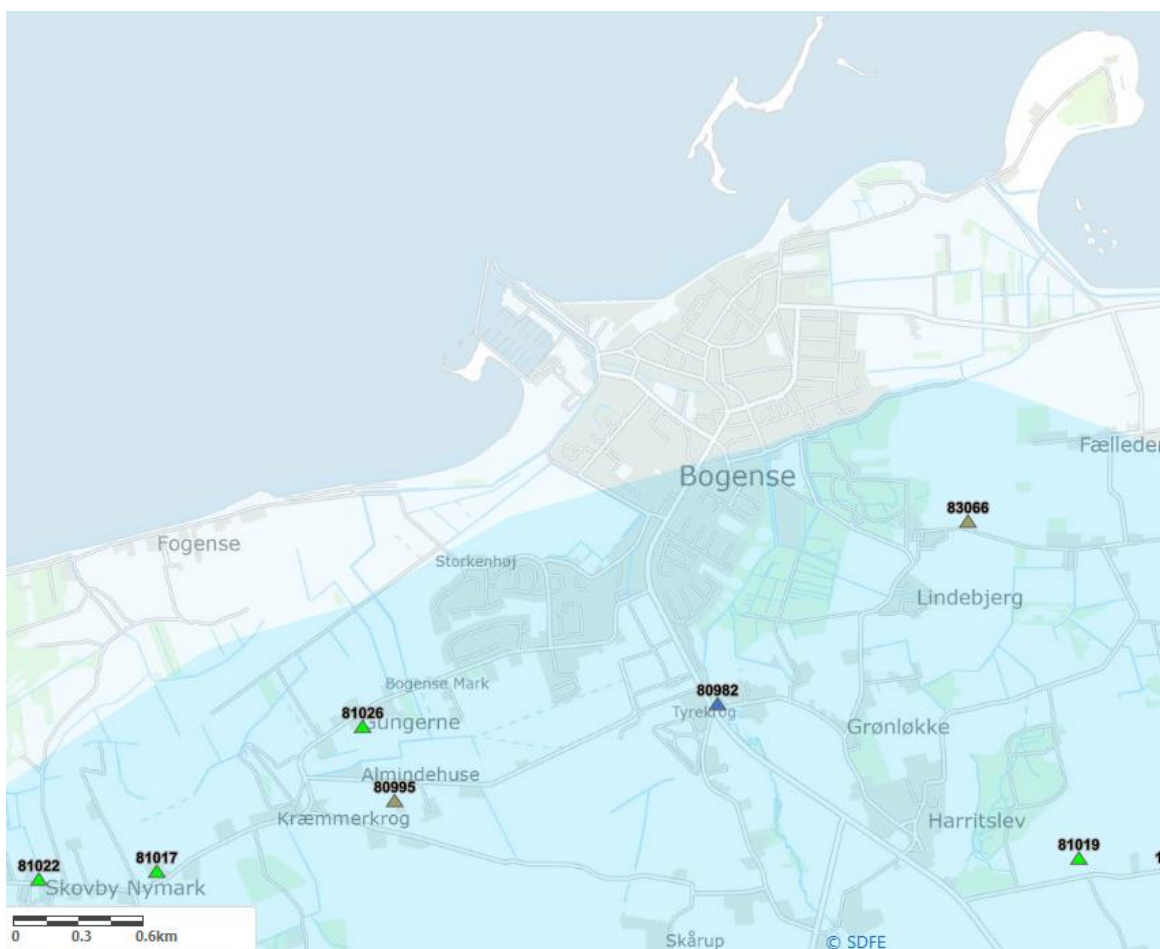 Fælleder
Bogense
83066
Fogense
Storkenhøj
Lindebjerg
Bogense Mark
80982
81026
Tyrekrog
Gungerne
Grønløkke
Almindehuse
80995
Kræmmerkrog
Harritslev
81019
81017
81022
Skovby Nymark
0 0.3 0.6km
Skårup
© SDFE